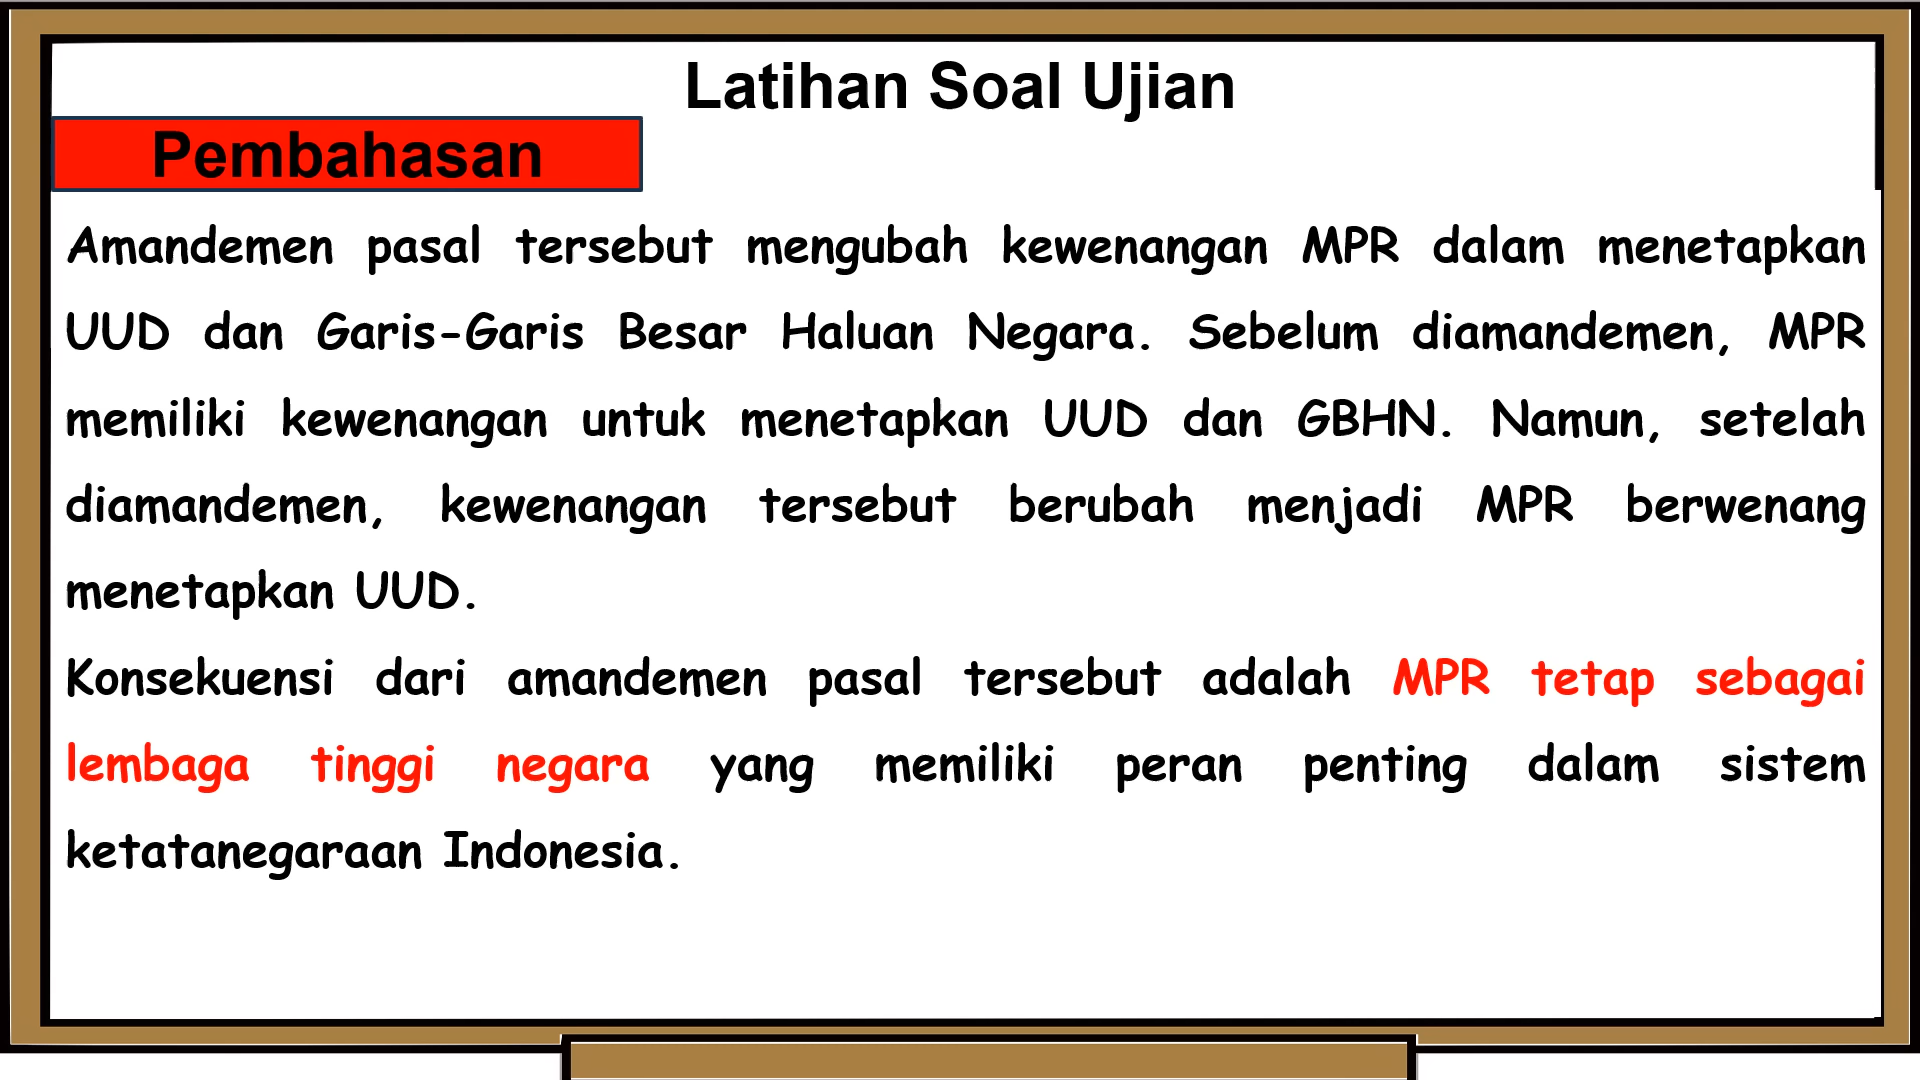 Latihan Soal Ujian
Pembahasan
Amandemen pasal tersebut mengubah kewenangan MPR dalam menetapkan
UUD dan Garis-Garis Besar Haluan Negara. Sebelum diamandemen, MPR
memiliki kewenangan untuk menetapkan UUD dan GBHN. Namun, setelah
diamandemen, kewenangan tersebut berubah menjadi MPR berwenang
menetapkan UUD.
Konsekuensi dari amandemen pasal tersebut adalah MPR tetap sebagai
lembaga tinggi negara yang memiliki peran penting dalam sistem
ketatanegaraan Indonesia.